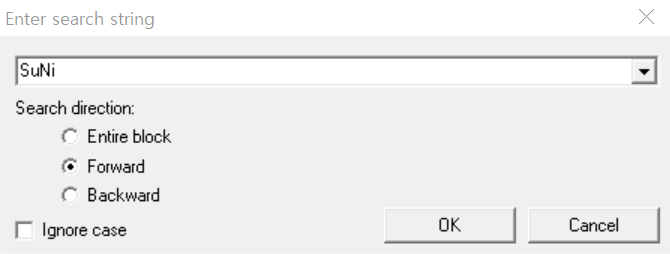 Enter search string
SuNi
Search direction:
Entire block
Forward
Backward
Ignore case
OK
Cancel